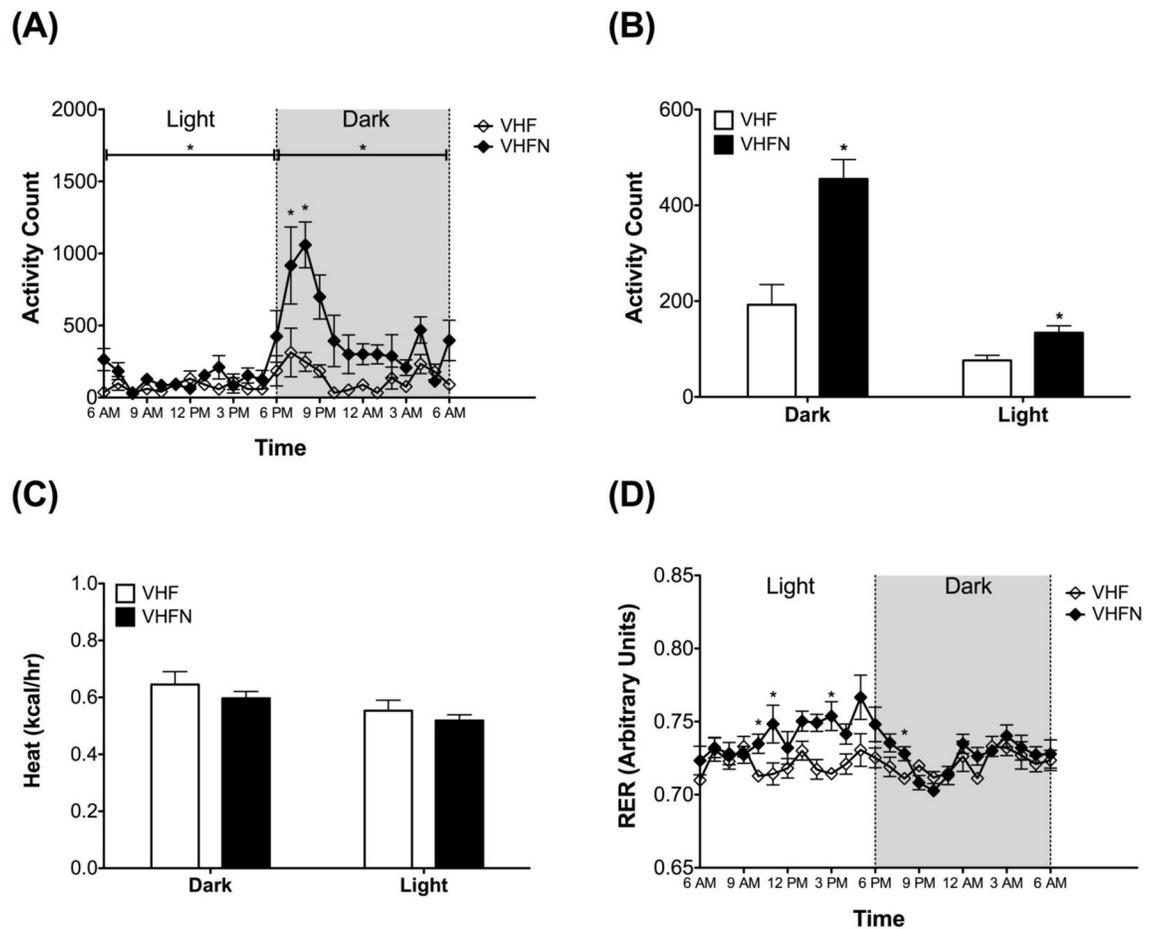 (A)
2000
1500
1000
500
0
Activity Count
Light
Dark
*
*
* *
VHF
VHFN
6 AM 9 AM 12 PM 3 PM 6 PM 9 PM 12 AM 3 AM 6 AM
Time
(B)
600
400
200
0
Activity Count
VHF
VHFN
*
*
Dark Light
(C)
1.0
0.8
0.6
0.4
0.2
0.0
Heat (kcal/hr)
VHF
VHFN
Dark Light
(D)
0.85
0.80
0.75
0.70
0.65
RER (Arbitrary Units)
Light
Dark
* * * *
VHF
VHFN
6 AM 9 AM 12 PM 3 PM 6 PM 9 PM 12 AM 3 AM 6 AM
Time